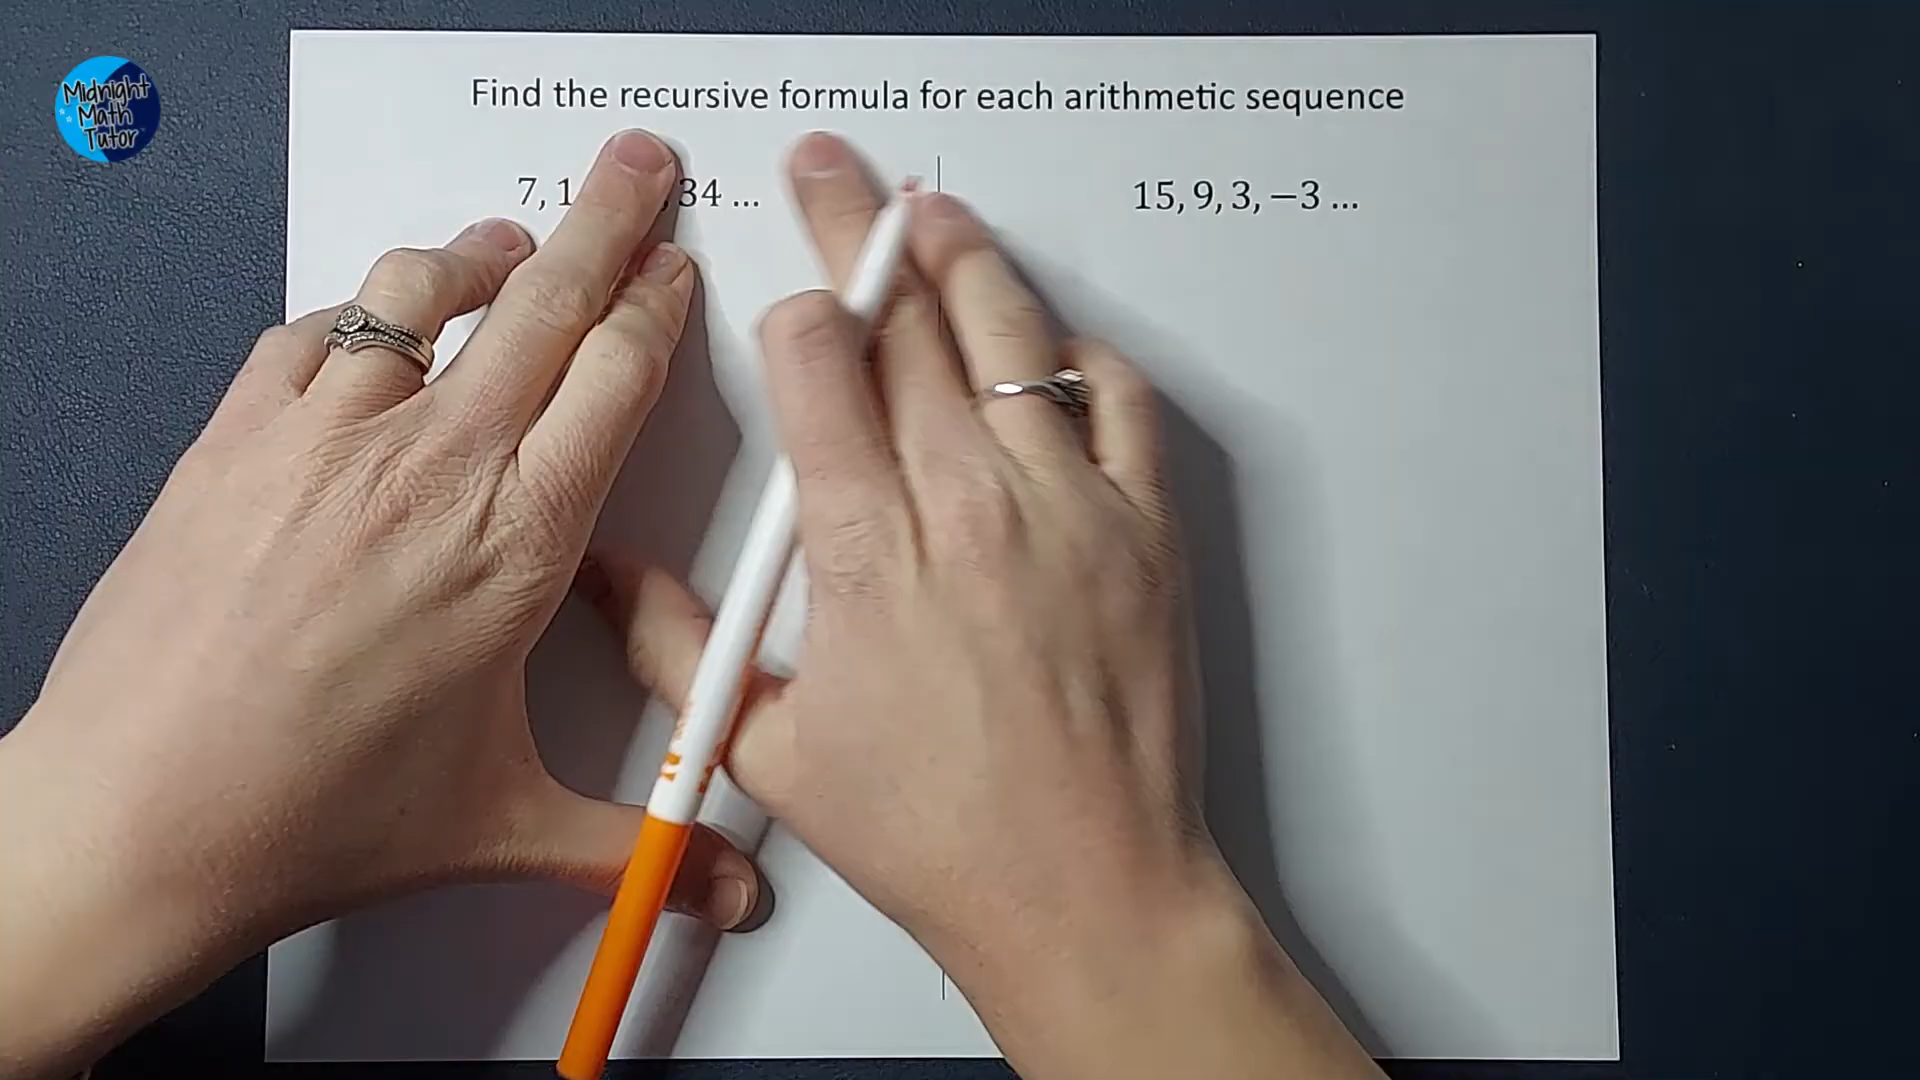 Midnight
Math
Tutor
Find the recursive formula for each arithmetic sequence
7, 1 , 34 ...
15, 9, 3, −3 ...